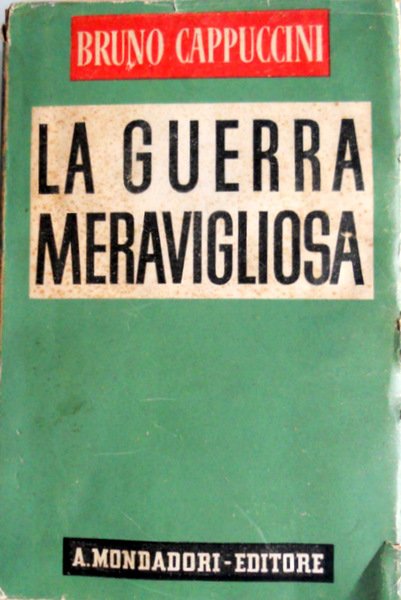 BRUNO CAPPUCCINI
LA GUERRA
MERAVIGLIOSA
A. MONDADORI-EDITORE